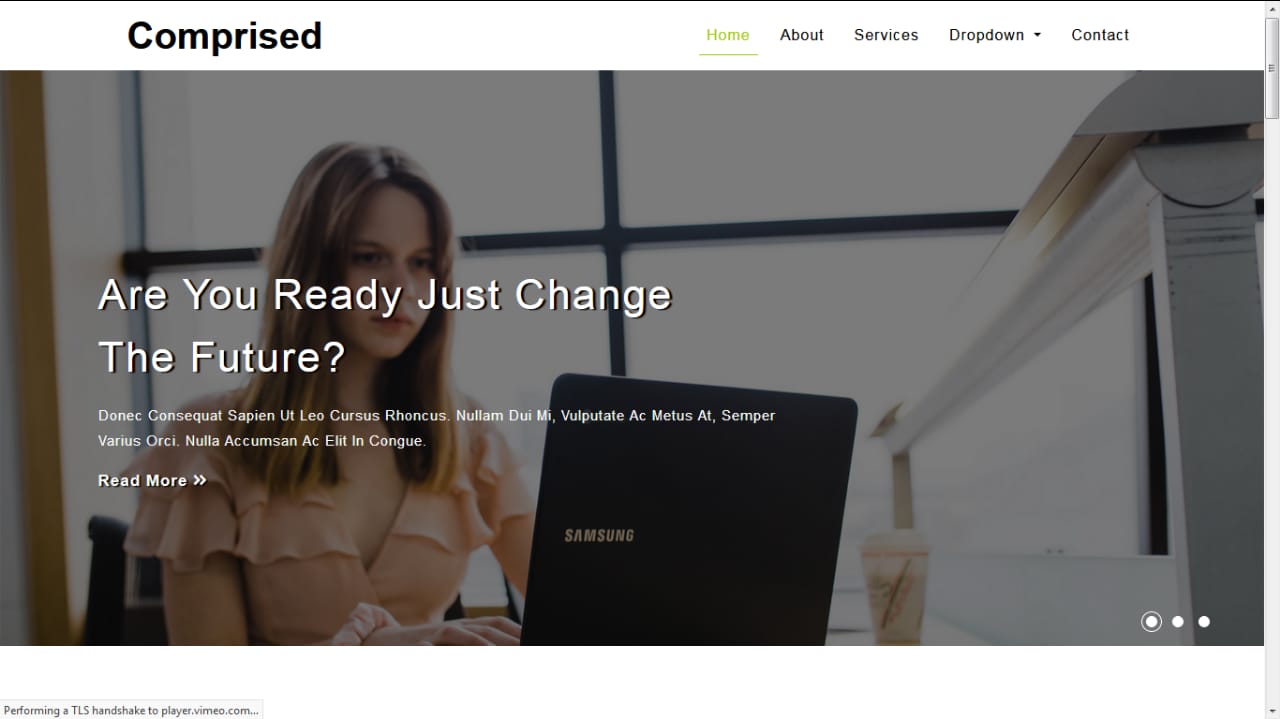 Comprised
Home About Services Dropdown Contact
Are You Ready Just Change
The Future?
Donec Consequat Sapien Ut Leo Cursus Rhoncus. Nullam Dui Mi, Vulputate Ac Metus At, Semper
Varius Orci. Nulla Accumsan Ac Elit In Congue.
Read More »
SAMSUNG
Performing a TLS handshake to player.vimeo.com...